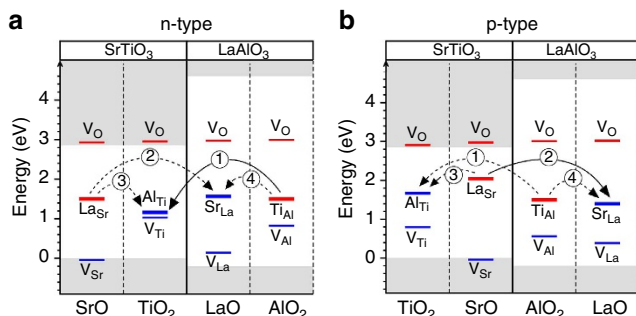 a
n-type
SrTiO3
LaAlO3
Energy (eV)
4
3
2
1
0
VO
VO
VO
VO
2
1
3
4
LaSr
AlTi
VTi
SrLa
TiAl
VAl
VSr
VLa
SrO
TiO2
LaO
AlO2
b
p-type
SrTiO3
LaAlO3
Energy (eV)
4
3
2
1
0
VO
VO
VO
VO
1
2
3
4
AlTi
LaSr
TiAl
SrLa
VTi
VAl
VLa
VSr
TiO2
SrO
AlO2
LaO